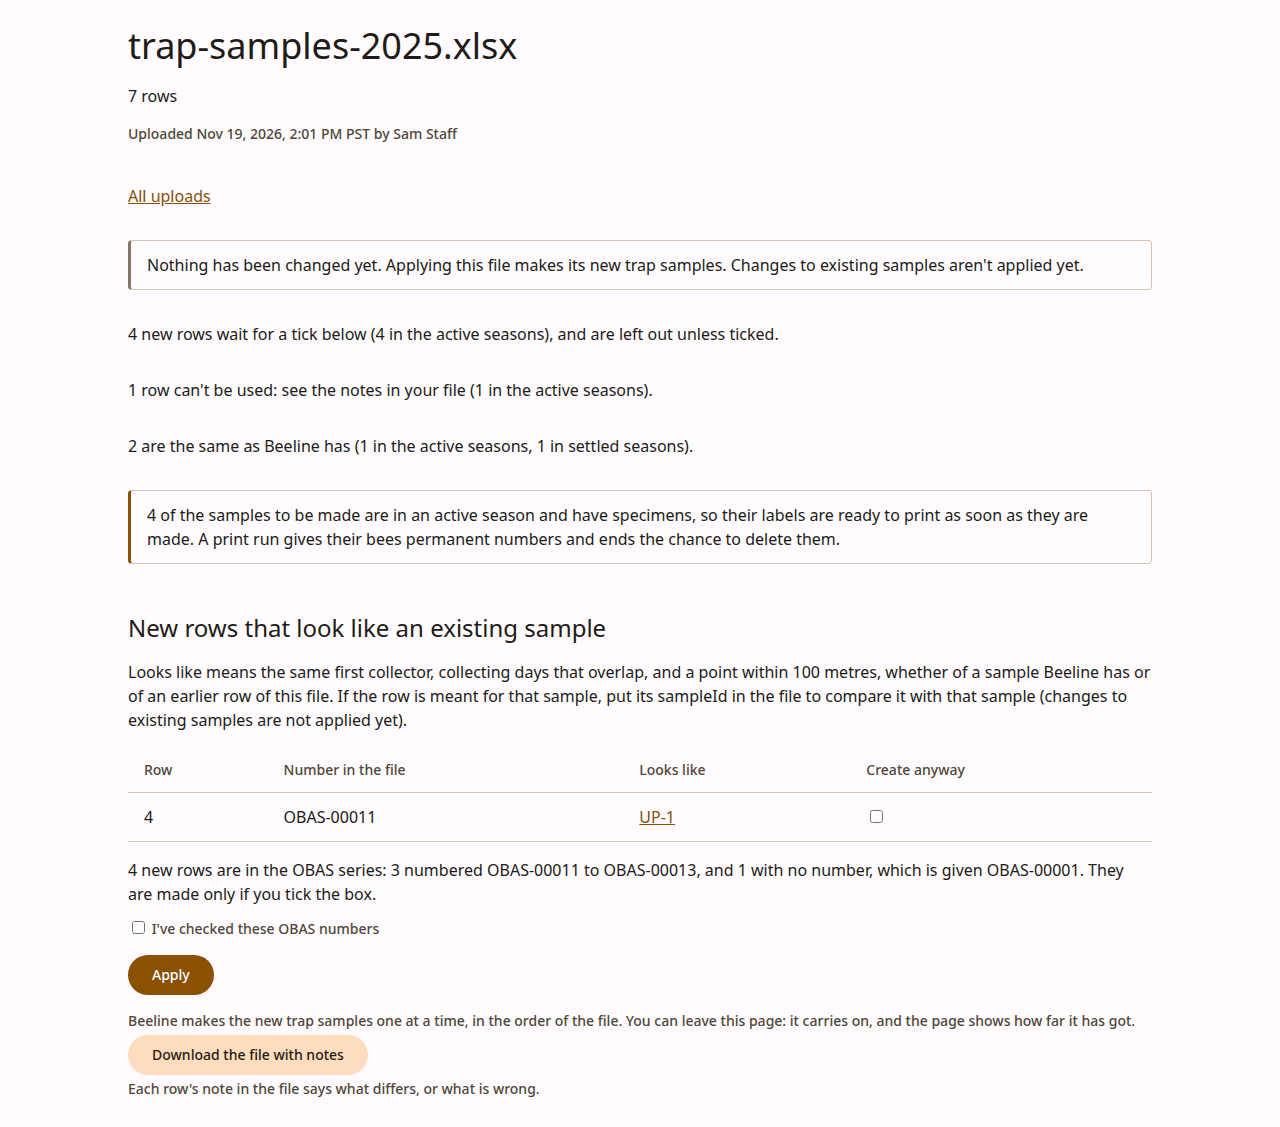 trap-samples-2025.xlsx
7 rows
Uploaded Nov 19, 2026, 2:01 PM PST by Sam Staff
All uploads
Nothing has been changed yet. Applying this file makes its new trap samples. Changes to existing samples aren't applied yet.
4 new rows wait for a tick below (4 in the active seasons), and are left out unless ticked.
1 row can't be used: see the notes in your file (1 in the active seasons).
2 are the same as Beeline has (1 in the active seasons, 1 in settled seasons).
4 of the samples to be made are in an active season and have specimens, so their labels are ready to print as soon as they are
made. A print run gives their bees permanent numbers and ends the chance to delete them.
New rows that look like an existing sample
Looks like means the same first collector, collecting days that overlap, and a point within 100 metres, whether of a sample Beeline has or
of an earlier row of this file. If the row is meant for that sample, put its sampleId in the file to compare it with that sample (changes to
existing samples are not applied yet).
Row Number in the file Looks like Create anyway
4 OBAS-00011 UP-1
4 new rows are in the OBAS series: 3 numbered OBAS-00011 to OBAS-00013, and 1 with no number, which is given OBAS-00001. They
are made only if you tick the box.
I've checked these OBAS numbers
Apply
Beeline makes the new trap samples one at a time, in the order of the file. You can leave this page: it carries on, and the page shows how far it has got.
Download the file with notes
Each row's note in the file says what differs, or what is wrong.